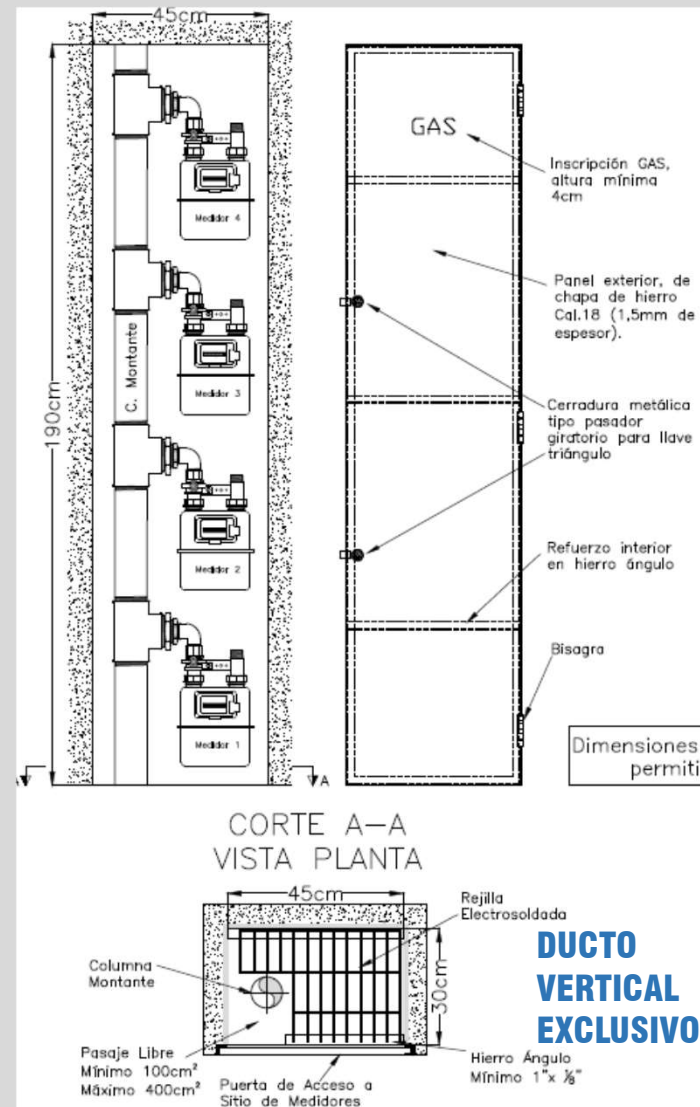 45cm
190cm
C. Montante
Medidor 4
Medidor 3
Medidor 2
Medidor 1
A
GAS
Inscripción GAS,
altura mínima
4cm
Panel exterior, de
chapa de hierro
Cal.18 (1,5mm de
espesor).
Cerradura metálica
tipo pasador
giratorio para llave
triángulo
Refuerzo interior
en hierro ángulo
Bisagra
Dimensiones
permiti
CORTE A–A
VISTA PLANTA
45cm
30cm
Rejilla
Electrosoldada
Columna
Montante
Pasaje Libre
Mínimo 100cm²
Máximo 400cm²
Puerta de Acceso a
Sitio de Medidores
Hierro Ángulo
Mínimo 1"x ⅛"
DUCTO
VERTICAL
EXCLUSIVO